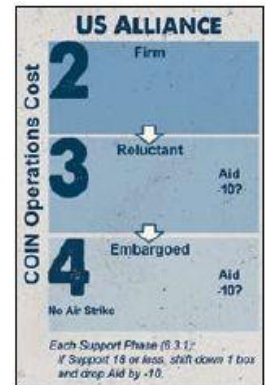 US ALLIANCE
COIN Operations Cost
2
Firm
3
Reluctant
Aid
-10?
4
Embargoed
Aid
-10?
No Air Strike
Each Support Phase (6.3.1):
If Support 18 or less, shift down 1 box
and drop Aid by -10.